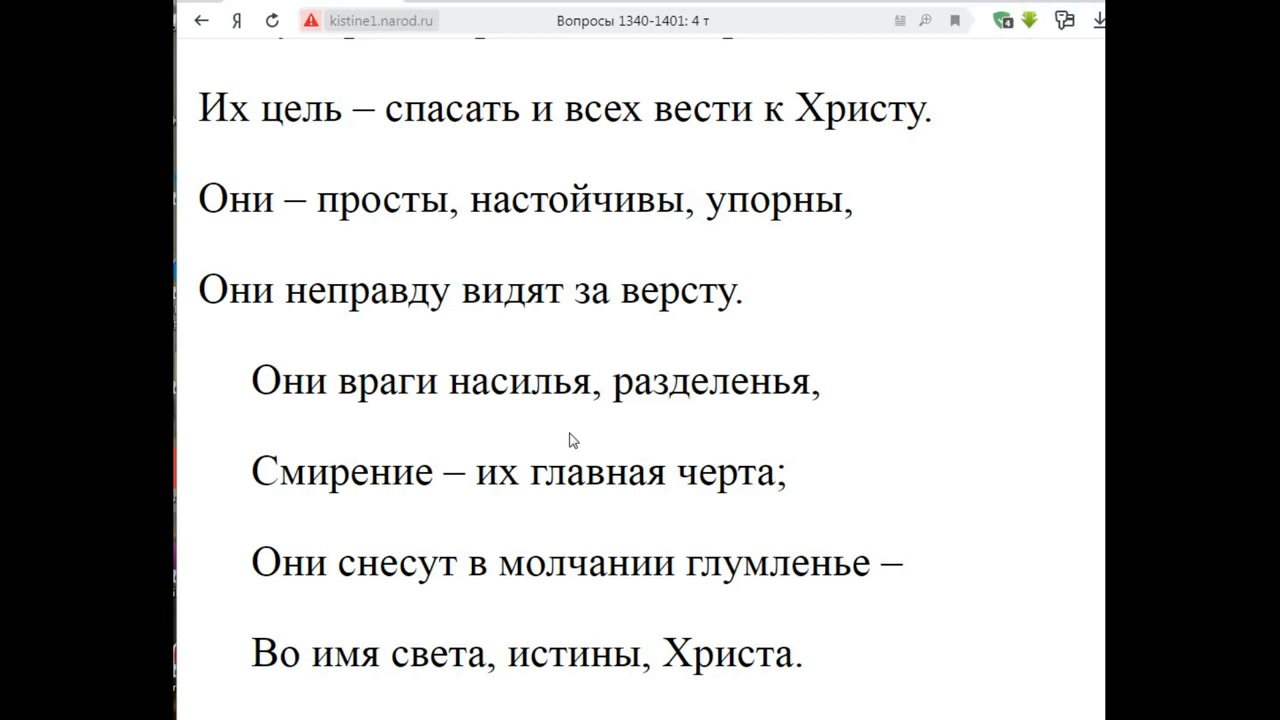 Я kistine1.narod.ru Вопросы 1340-1401: 4 т
Их цель – спасать и всех вести к Христу.
Они – просты, настойчивы, упорны,
Они неправду видят за версту.
Они враги насилья, разделенья,
Смирение – их главная черта;
Они снесут в молчании глумленье –
Во имя света, истины, Христа.